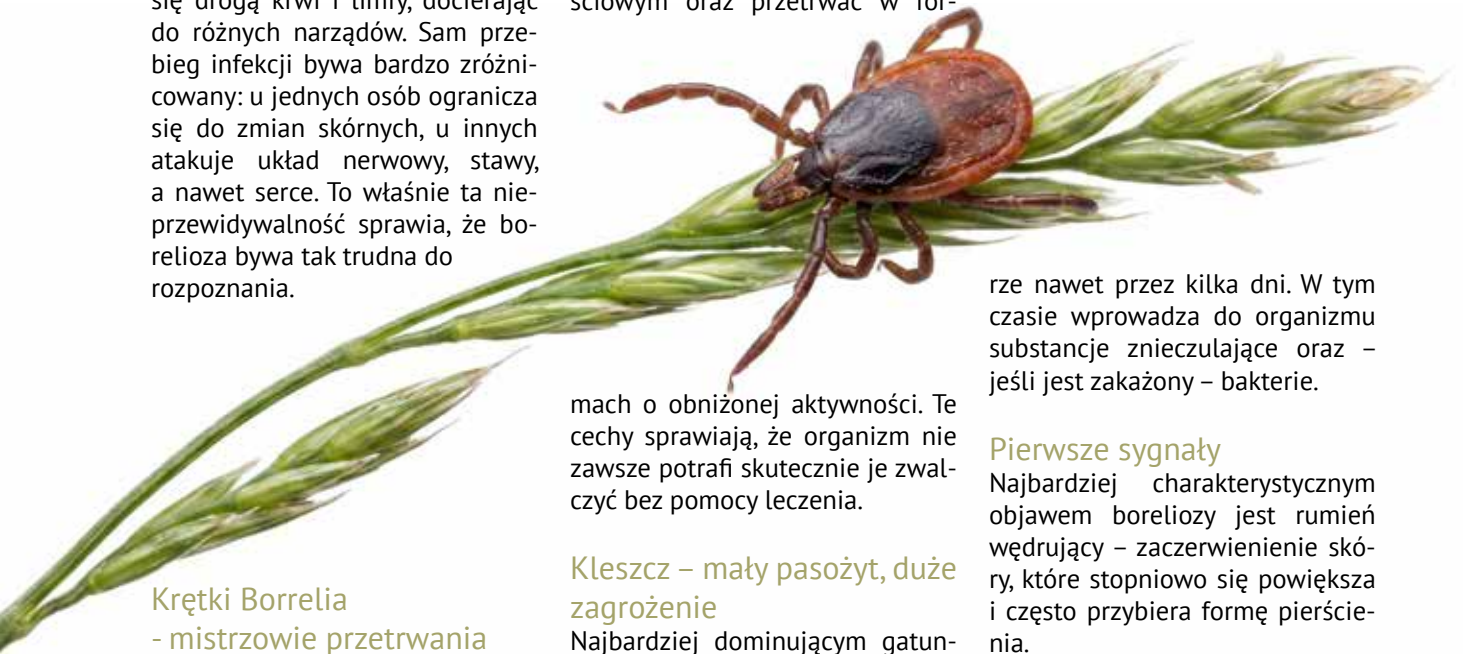 się drogą krwi i limfy, docierając
do różnych narządów. Sam prze-
bieg infekcji bywa bardzo zróżni-
cowany: u jednych osób ogranicza
się do zmian skórnych, u innych
atakuje układ nerwowy, stawy,
a nawet serce. To właśnie ta nie-
przewidywalność sprawia, że bo-
relioza bywa tak trudna do
rozpoznania.
Krętki Borrelia
- mistrzowie przetrwania
ściowym oraz przetrwać w for-
mach o obniżonej aktywności. Te
cechy sprawiają, że organizm nie
zawsze potrafi skutecznie je zwal-
czyć bez pomocy leczenia.
Kleszcz – mały pasożyt, duże
zagrożenie
Najbardziej dominującym gatun-
rze nawet przez kilka dni. W tym
czasie wprowadza do organizmu
substancje znieczulające oraz –
jeśli jest zakażony – bakterie.
Pierwsze sygnały
Najbardziej charakterystycznym
objawem boreliozy jest rumień
wędrujący – zaczerwienienie skó-
ry, które stopniowo się powiększa
i często przybiera formę pierście-
nia.